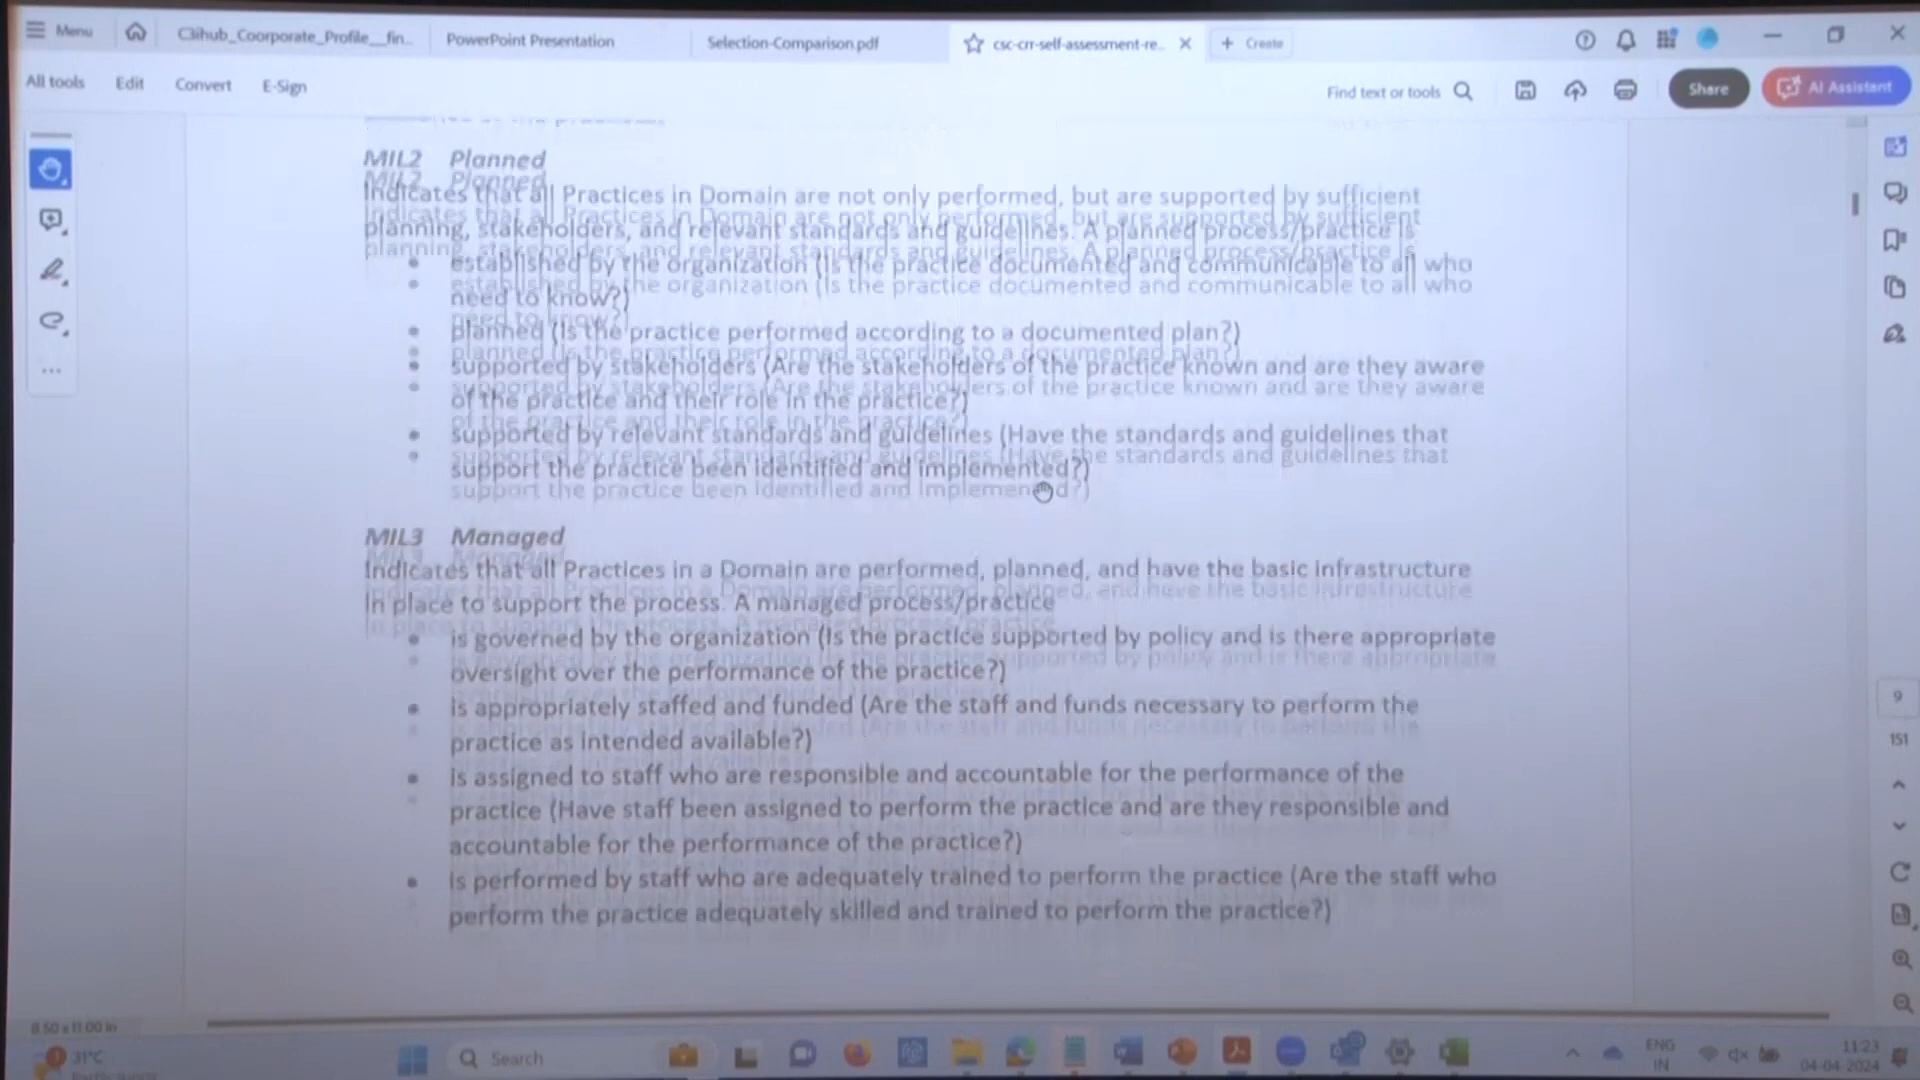 Menu
C3ihub_Coorporate_Profile__fin...
PowerPoint Presentation
Selection-Comparison.pdf
csc-crr-self-assessment-re...
Create
All tools
Edit
Convert
E-Sign
Find text or tools
Share
AI Assistant
MIL2 Planned
Indicates that all Practices in Domain are not only performed, but are supported by sufficient
planning, stakeholders, and relevant standards and guidelines. A planned process/practice is
• established by the organization (Is the practice documented and communicable to all who
need to know?)
• planned (Is the practice performed according to a documented plan?)
• supported by stakeholders (Are the stakeholders of the practice known and are they aware
of the practice and their role in the practice?)
• supported by relevant standards and guidelines (Have the standards and guidelines that
support the practice been identified and implemented?)
MIL3 Managed
Indicates that all Practices in a Domain are performed, planned, and have the basic infrastructure
in place to support the process. A managed process/practice
• is governed by the organization (Is the practice supported by policy and is there appropriate
oversight over the performance of the practice?)
• is appropriately staffed and funded (Are the staff and funds necessary to perform the
practice as intended available?)
• is assigned to staff who are responsible and accountable for the performance of the
practice (Have staff been assigned to perform the practice and are they responsible and
accountable for the performance of the practice?)
• is performed by staff who are adequately trained to perform the practice (Are the staff who
perform the practice adequately skilled and trained to perform the practice?)
9
151
8.50 x 11.00 in
31°C
Search
ENG
IN
11:23
04-04-2024